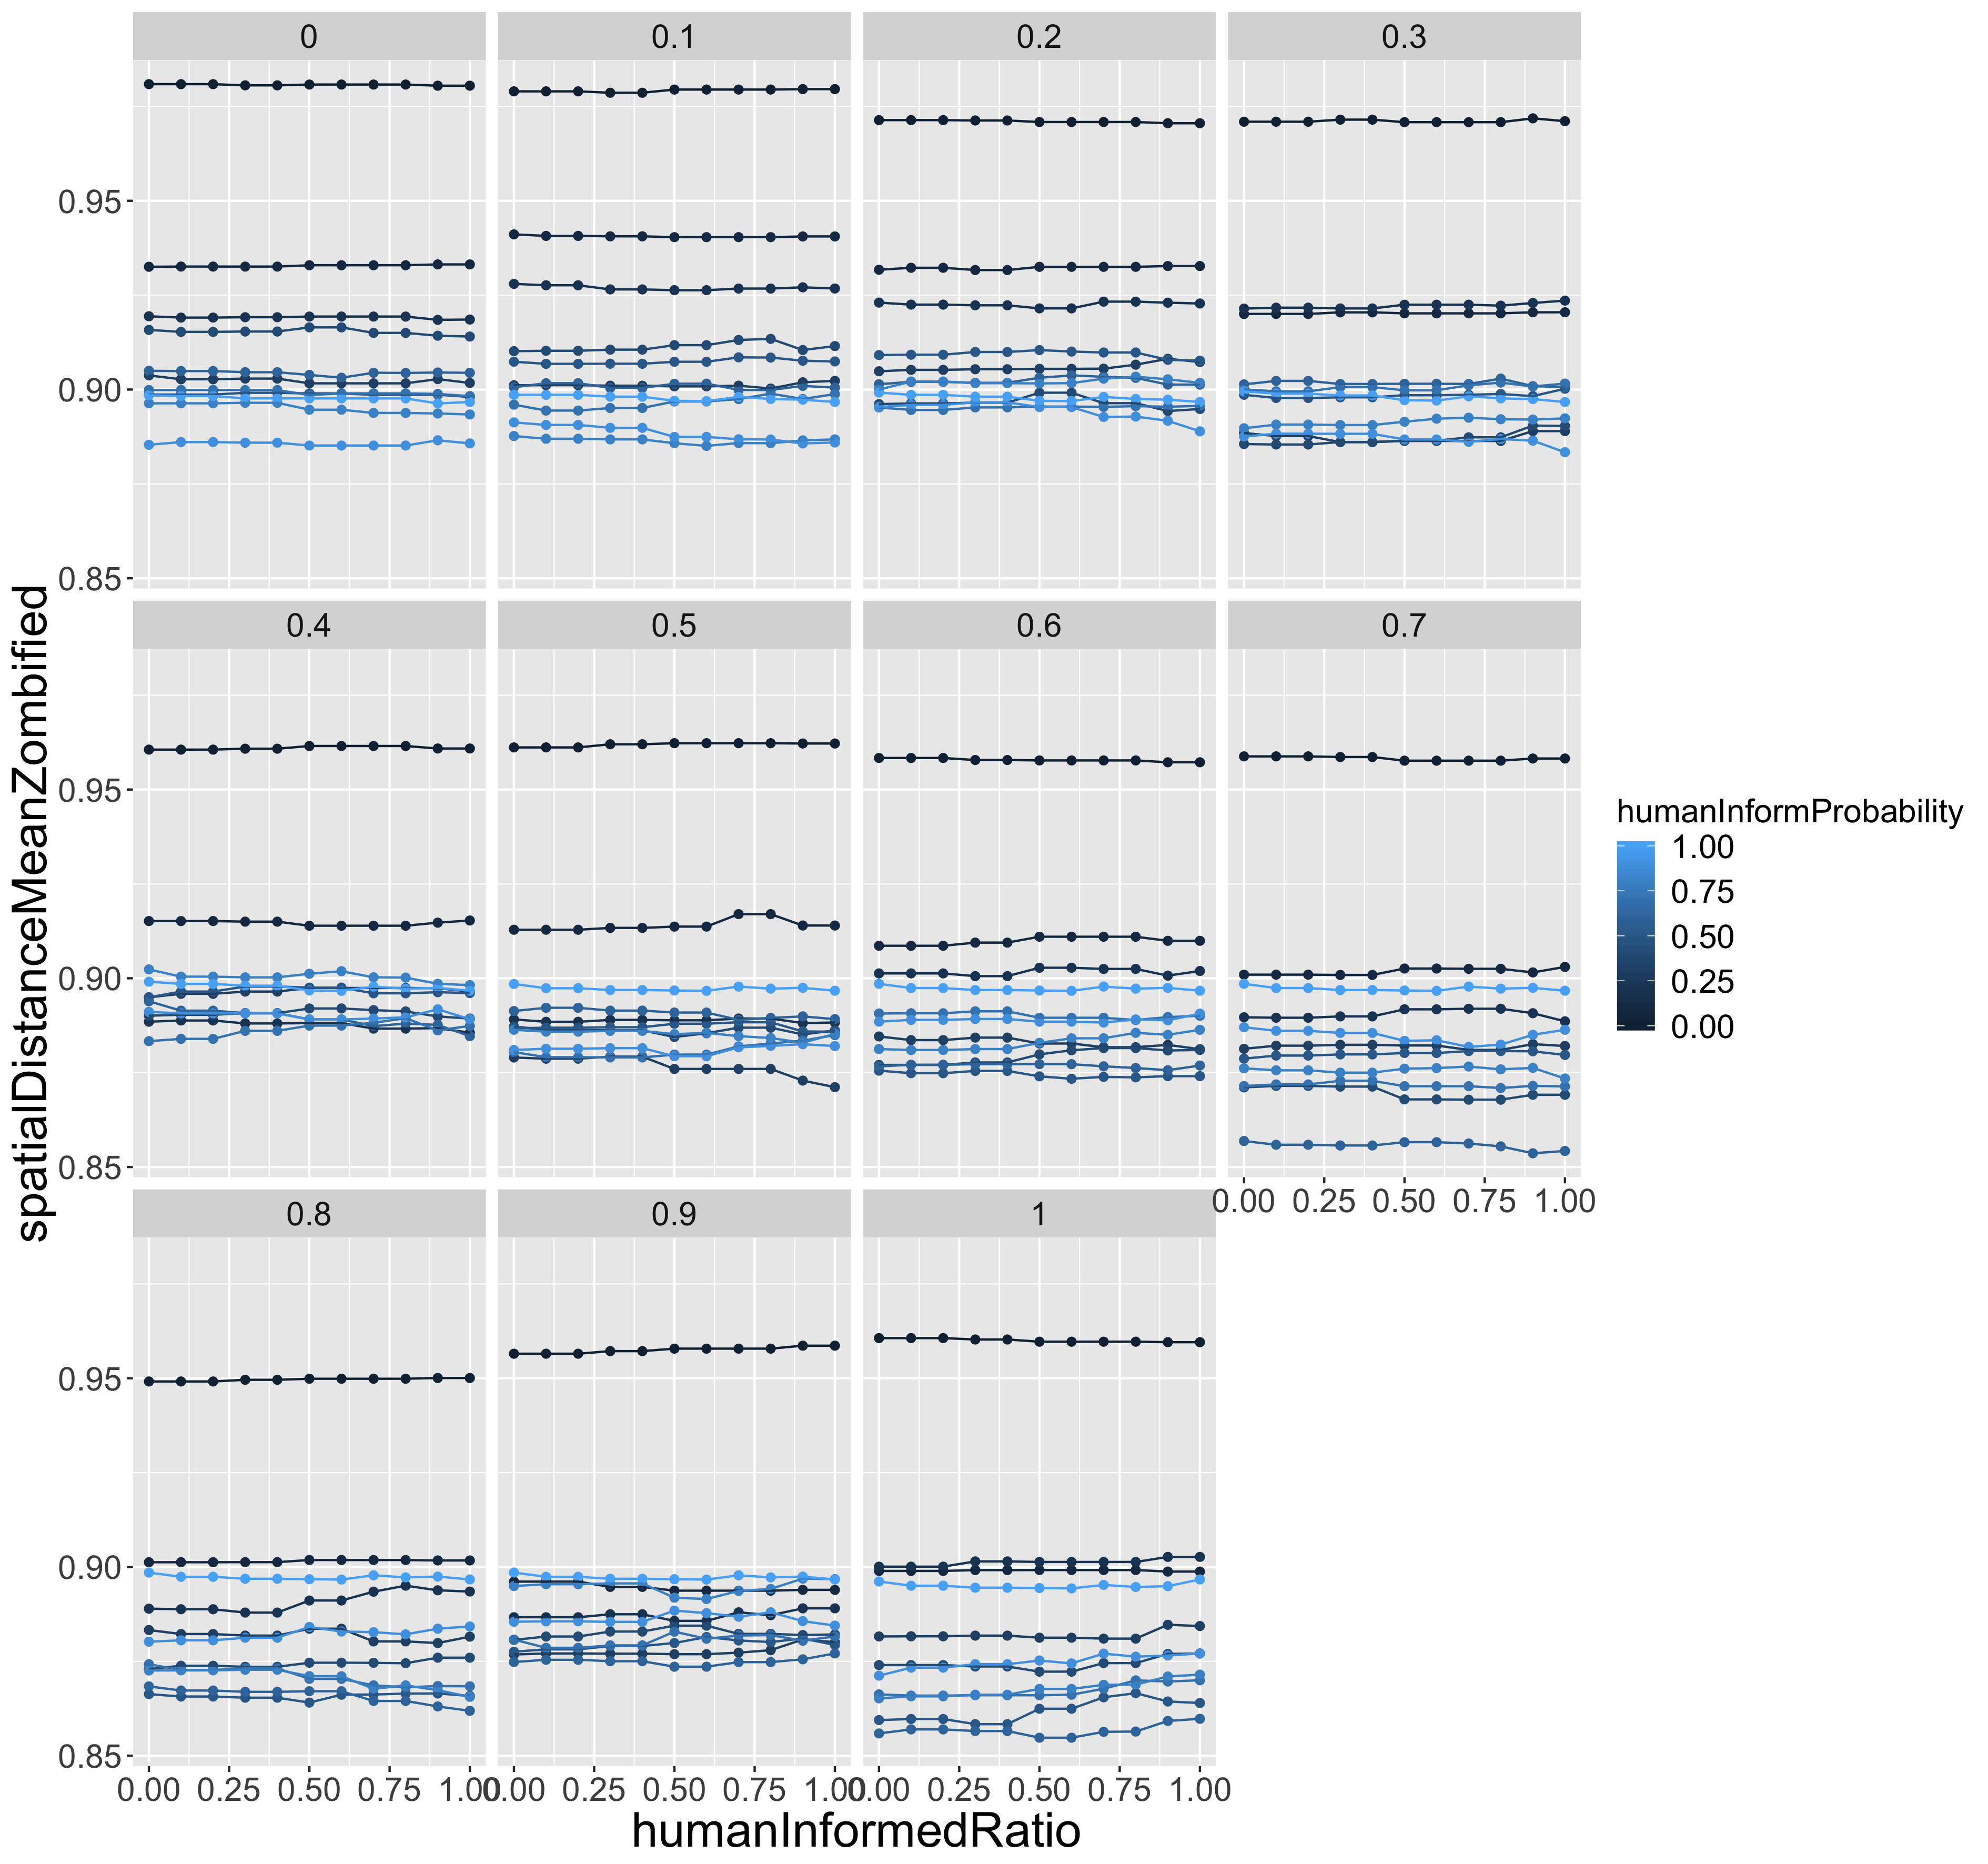 0 0.1 0.2 0.3
0.95
0.90
0.85
0.4 0.5 0.6 0.7
0.95
0.90
0.85
0.00 0.25 0.50 0.75 1.00
0.8 0.9 1
0.95
0.90
0.85
0.00 0.25 0.50 0.75 1.00 0.00 0.25 0.50 0.75 1.00 0.00 0.25 0.50 0.75 1.00
humanInformedRatio
spatialDistanceMeanZombified
humanInformProbability
1.00
0.75
0.50
0.25
0.00